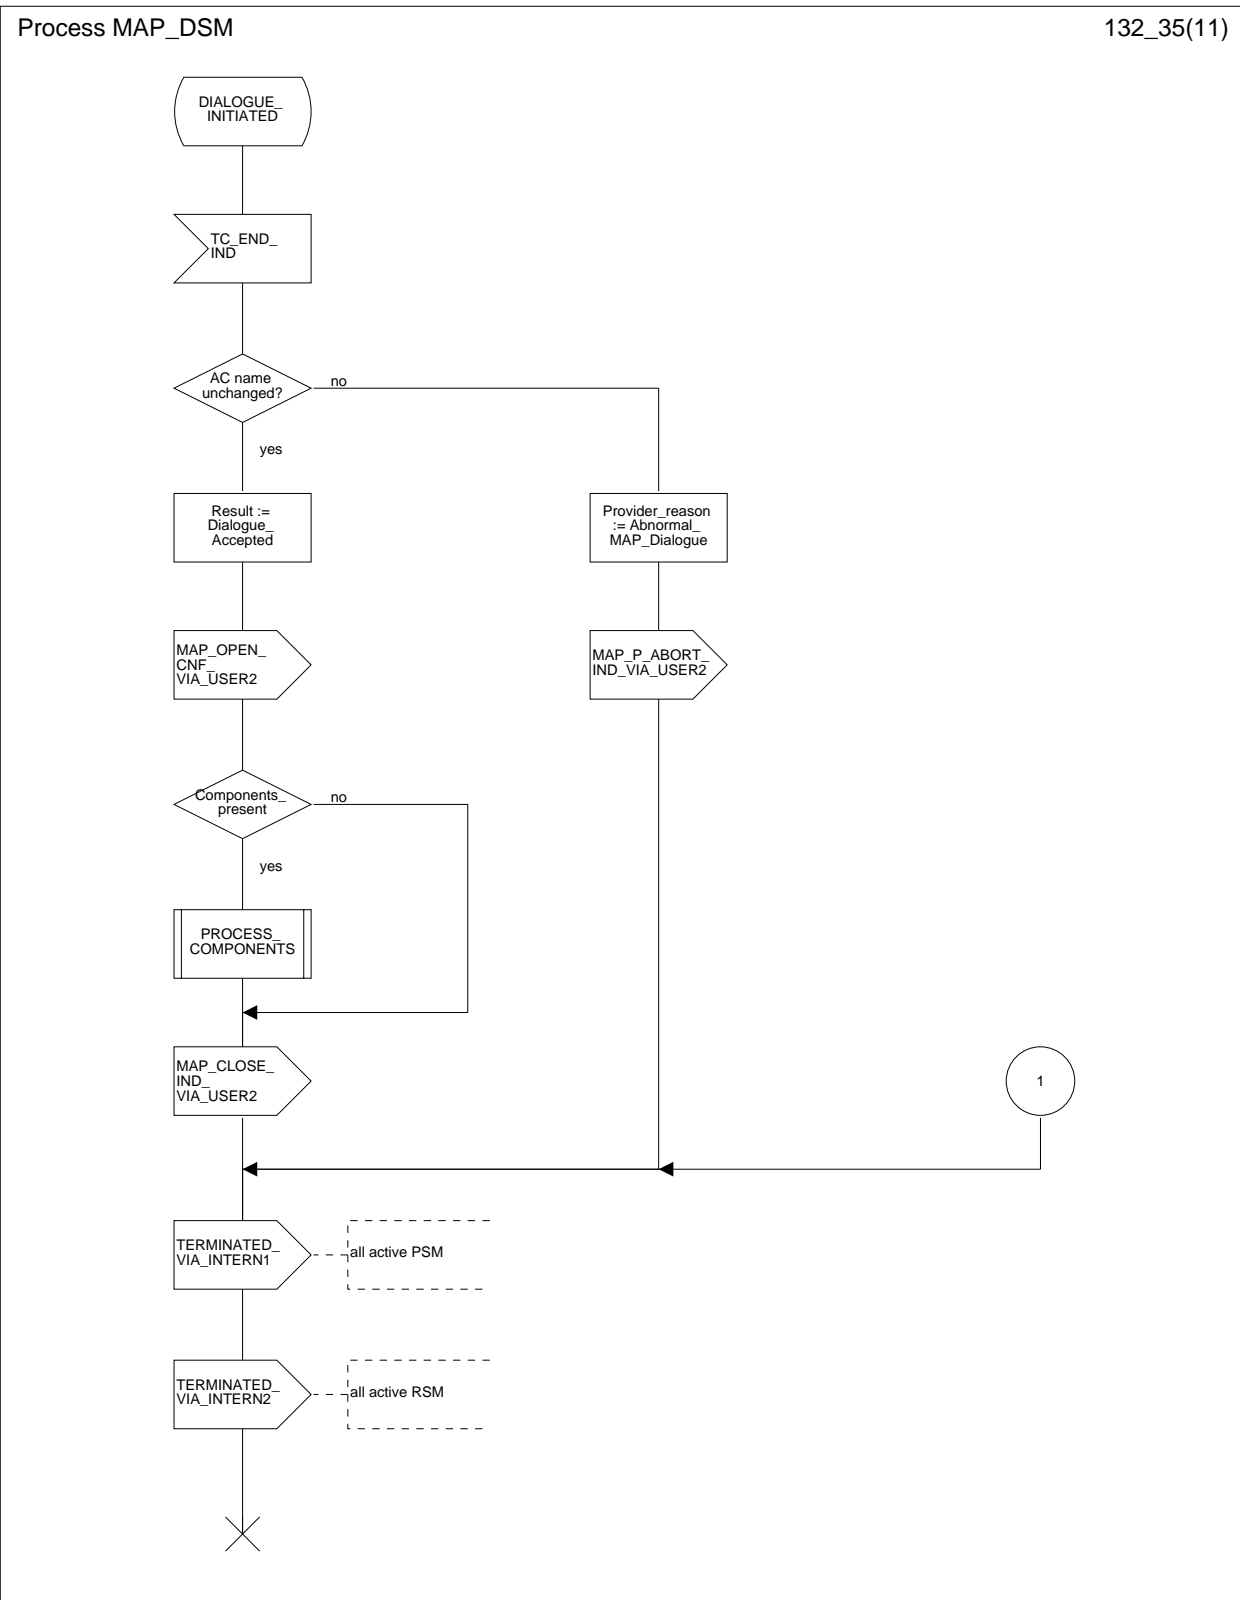 Process MAP_DSM
132_35(11)
DIALOGUE_
INITIATED
TC_END_
IND
AC name
unchanged?
no
yes
Result :=
Dialogue_
Accepted
Provider_reason
:= Abnormal_
MAP_Dialogue
MAP_OPEN_
CNF_
VIA_USER2
MAP_P_ABORT_
IND_VIA_USER2
Components_
present
no
yes
PROCESS_
COMPONENTS
MAP_CLOSE_
IND_
VIA_USER2
1
TERMINATED_
VIA_INTERN1
all active PSM
TERMINATED_
VIA_INTERN2
all active RSM